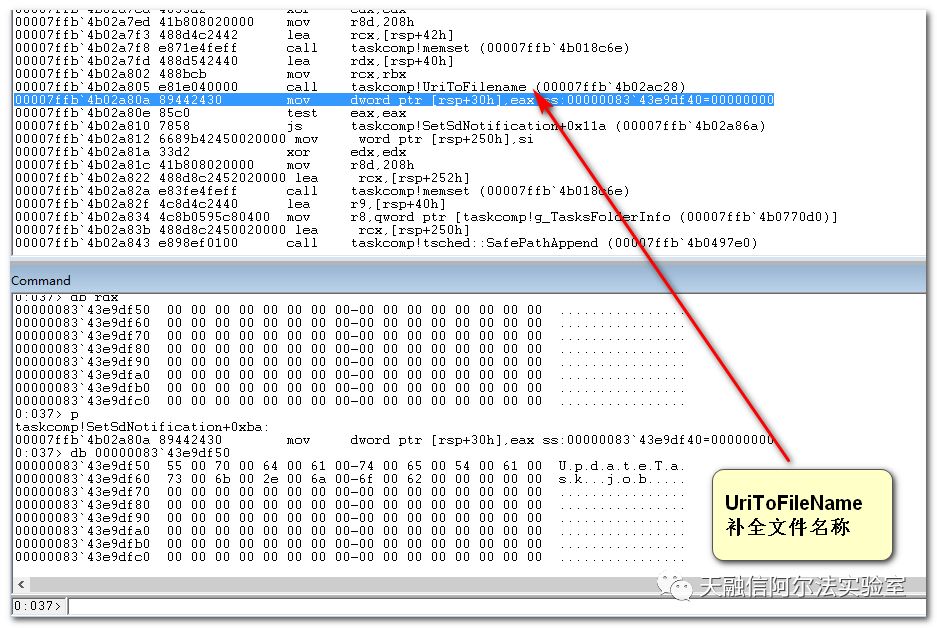 00007ffb`4b02a7ed 41b808020000    mov     r8d,208h
00007ffb`4b02a7f3 488d4c2442      lea     rcx,[rsp+42h]
00007ffb`4b02a7f8 e871e4feff      call    taskcomp!memset (00007ffb`4b018c6e)
00007ffb`4b02a7fd 488d542440      lea     rdx,[rsp+40h]
00007ffb`4b02a802 488bcb          mov     rcx,rbx
00007ffb`4b02a805 e81e040000      call    taskcomp!UriToFilename (00007ffb`4b02ac28)
00007ffb`4b02a80a 89442430        mov     dword ptr [rsp+30h],eax ss:00000083`43e9df40=00000000
00007ffb`4b02a80e 85c0            test    eax,eax
00007ffb`4b02a810 7858            js      taskcomp!SetSdNotification+0x11a (00007ffb`4b02a86a)
00007ffb`4b02a812 6689b42450020000 mov     word ptr [rsp+250h],si
00007ffb`4b02a81a 33d2            xor     edx,edx
00007ffb`4b02a81c 41b808020000    mov     r8d,208h
00007ffb`4b02a822 488d8c2452020000 lea     rcx,[rsp+252h]
00007ffb`4b02a82a e83fe4feff      call    taskcomp!memset (00007ffb`4b018c6e)
00007ffb`4b02a82f 4c8d4c2440      lea     r9,[rsp+40h]
00007ffb`4b02a834 4c8b0595c80400  mov     r8,qword ptr [taskcomp!g_TasksFolderInfo (00007ffb`4b0770d0)]
00007ffb`4b02a83b 488d8c2450020000 lea     rcx,[rsp+250h]
00007ffb`4b02a843 e898ef0100      call    taskcomp!tsched::SafePathAppend (00007ffb`4b0497e0)
Command
0:037> db rdx
00000083`43e9df50  00 00 00 00 00 00 00 00-00 00 00 00 00 00 00 00  ................
00000083`43e9df60  00 00 00 00 00 00 00 00-00 00 00 00 00 00 00 00  ................
00000083`43e9df70  00 00 00 00 00 00 00 00-00 00 00 00 00 00 00 00  ................
00000083`43e9df80  00 00 00 00 00 00 00 00-00 00 00 00 00 00 00 00  ................
00000083`43e9df90  00 00 00 00 00 00 00 00-00 00 00 00 00 00 00 00  ................
00000083`43e9dfa0  00 00 00 00 00 00 00 00-00 00 00 00 00 00 00 00  ................
00000083`43e9dfb0  00 00 00 00 00 00 00 00-00 00 00 00 00 00 00 00  ................
00000083`43e9dfc0  00 00 00 00 00 00 00 00-00 00 00 00 00 00 00 00  ................
0:037> p
taskcomp!SetSdNotification+0xba:
00007ffb`4b02a80a 89442430        mov     dword ptr [rsp+30h],eax ss:00000083`43e9df40=00000000
0:037> db 00000083`43e9df50
00000083`43e9df50  55 00 70 00 64 00 61 00-74 00 65 00 54 00 61 00  U.p.d.a.t.e.T.a.
00000083`43e9df60  73 00 6b 00 2e 00 6a 00-6f 00 62 00 00 00 00 00  s.k...j.o.b.....
00000083`43e9df70  00 00 00 00 00 00 00 00-00 00 00 00 00 00 00 00  ................
00000083`43e9df80  00 00 00 00 00 00 00 00-00 00 00 00 00 00 00 00  ................
00000083`43e9df90  00 00 00 00 00 00 00 00-00 00 00 00 00 00 00 00  ................
00000083`43e9dfa0  00 00 00 00 00 00 00 00-00 00 00 00 00 00 00 00  ................
00000083`43e9dfb0  00 00 00 00 00 00 00 00-00 00 00 00 00 00 00 00  ................
00000083`43e9dfc0  00 00 00 00 00 00 00 00-00 00 00 00 00 00 00 00  ................
UriToFileName
补全文件名称
天融信阿尔法实验室
0:037>